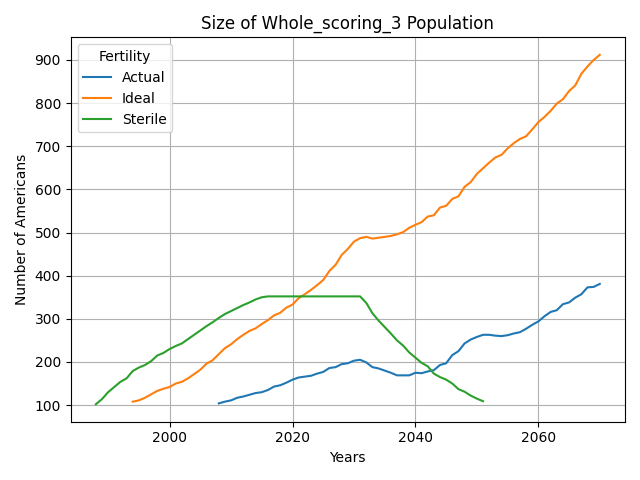 Size of Whole_scoring_3 Population
Fertility
Actual
Ideal
Sterile
Number of Americans
900
800
700
600
500
400
300
200
100
2000 2020 2040 2060
Years